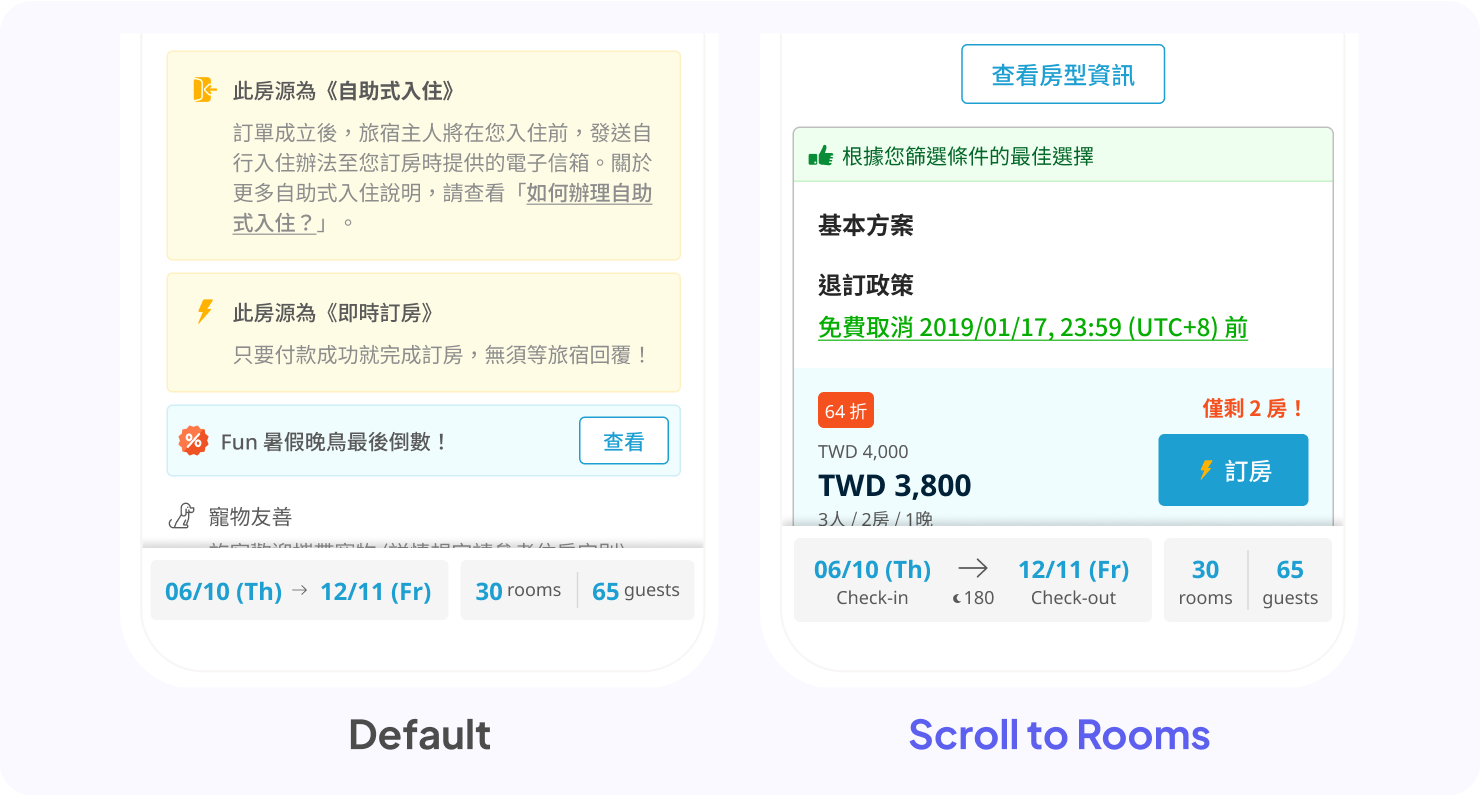 此房源為《自助式入住》
訂單成立後，旅宿主人將在您入住前，發送自
行入住辦法至您訂房時提供的電子信箱。關於
更多自助式入住說明，請查看「如何辦理自助
式入住？」。
此房源為《即時訂房》
只要付款成功就完成訂房，無須等旅宿回覆！
% Fun 暑假晚鳥最後倒數！
查看
寵物友善
06/10 (Th) → 12/11 (Fr)
30 rooms
65 guests
Default
查看房型資訊
根據您篩選條件的最佳選擇
基本方案
退訂政策
免費取消 2019/01/17, 23:59 (UTC+8) 前
64 折
僅剩 2 房！
TWD 4,000
TWD 3,800
訂房
3人 / 2房 / 1晚
06/10 (Th) → 12/11 (Fr)
Check-in 180 Check-out
30 65
rooms guests
Scroll to Rooms